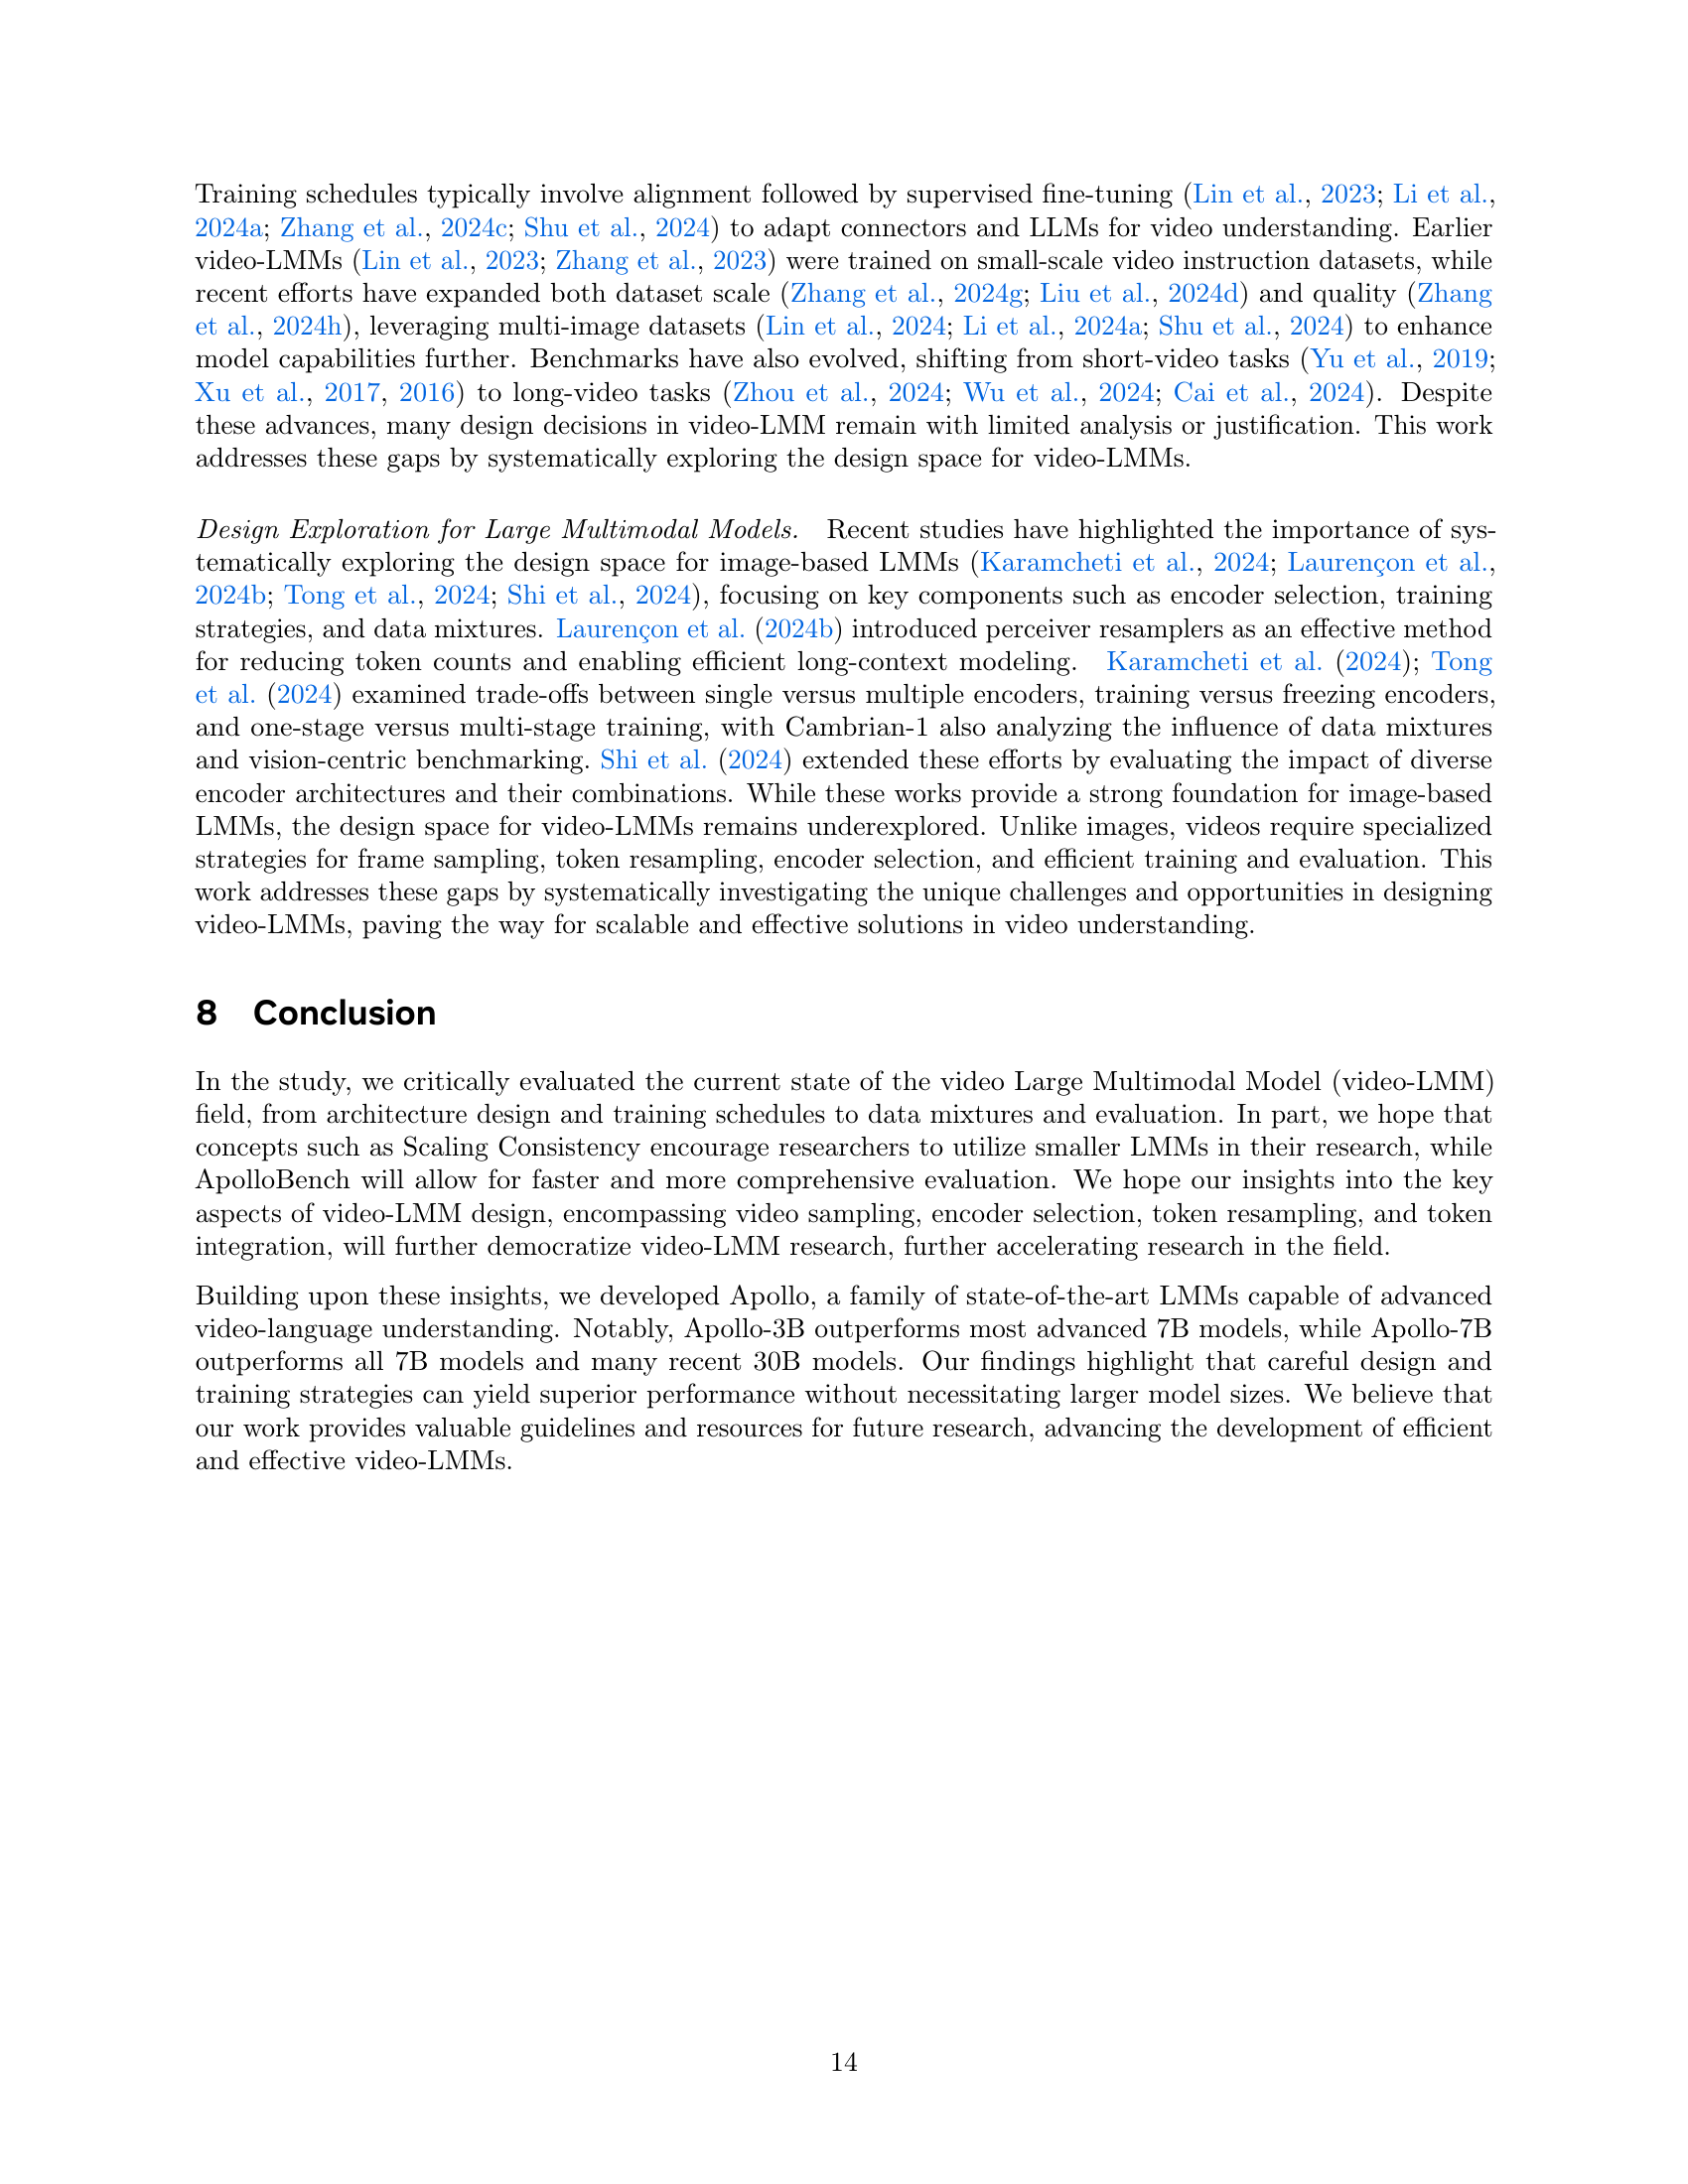 Training schedules typically involve alignment followed by supervised fine-tuning (Lin et al., 2023; Li et al.,
2024a; Zhang et al., 2024c; Shu et al., 2024) to adapt connectors and LLMs for video understanding. Earlier
video-LMMs (Lin et al., 2023; Zhang et al., 2023) were trained on small-scale video instruction datasets, while
recent efforts have expanded both dataset scale (Zhang et al., 2024g; Liu et al., 2024d) and quality (Zhang
et al., 2024h), leveraging multi-image datasets (Lin et al., 2024; Li et al., 2024a; Shu et al., 2024) to enhance
model capabilities further. Benchmarks have also evolved, shifting from short-video tasks (Yu et al., 2019;
Xu et al., 2017, 2016) to long-video tasks (Zhou et al., 2024; Wu et al., 2024; Cai et al., 2024). Despite
these advances, many design decisions in video-LMM remain with limited analysis or justification. This work
addresses these gaps by systematically exploring the design space for video-LMMs.
Design Exploration for Large Multimodal Models. Recent studies have highlighted the importance of sys-
tematically exploring the design space for image-based LMMs (Karamcheti et al., 2024; Laurençon et al.,
2024b; Tong et al., 2024; Shi et al., 2024), focusing on key components such as encoder selection, training
strategies, and data mixtures. Laurençon et al. (2024b) introduced perceiver resamplers as an effective method
for reducing token counts and enabling efficient long-context modeling. Karamcheti et al. (2024); Tong
et al. (2024) examined trade-offs between single versus multiple encoders, training versus freezing encoders,
and one-stage versus multi-stage training, with Cambrian-1 also analyzing the influence of data mixtures
and vision-centric benchmarking. Shi et al. (2024) extended these efforts by evaluating the impact of diverse
encoder architectures and their combinations. While these works provide a strong foundation for image-based
LMMs, the design space for video-LMMs remains underexplored. Unlike images, videos require specialized
strategies for frame sampling, token resampling, encoder selection, and efficient training and evaluation. This
work addresses these gaps by systematically investigating the unique challenges and opportunities in designing
video-LMMs, paving the way for scalable and effective solutions in video understanding.
8 Conclusion
In the study, we critically evaluated the current state of the video Large Multimodal Model (video-LMM)
field, from architecture design and training schedules to data mixtures and evaluation. In part, we hope that
concepts such as Scaling Consistency encourage researchers to utilize smaller LMMs in their research, while
ApolloBench will allow for faster and more comprehensive evaluation. We hope our insights into the key
aspects of video-LMM design, encompassing video sampling, encoder selection, token resampling, and token
integration, will further democratize video-LMM research, further accelerating research in the field.
Building upon these insights, we developed Apollo, a family of state-of-the-art LMMs capable of advanced
video-language understanding. Notably, Apollo-3B outperforms most advanced 7B models, while Apollo-7B
outperforms all 7B models and many recent 30B models. Our findings highlight that careful design and
training strategies can yield superior performance without necessitating larger model sizes. We believe that
our work provides valuable guidelines and resources for future research, advancing the development of efficient
and effective video-LMMs.
14